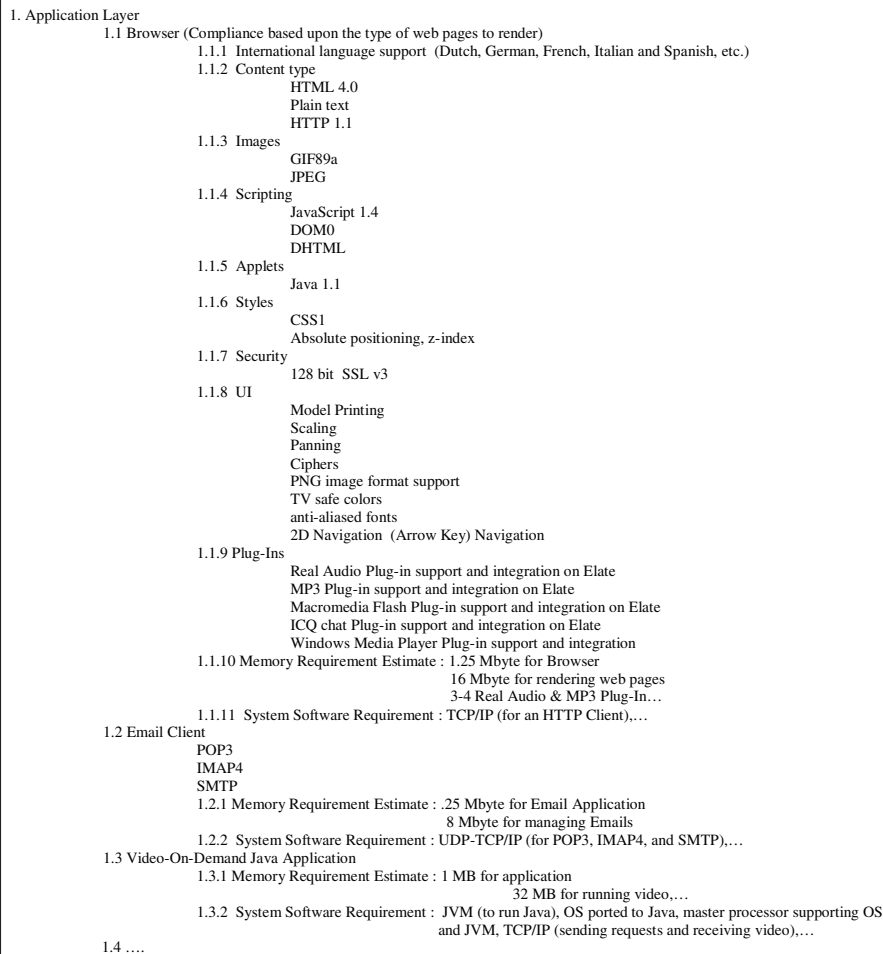 1. Application Layer
1.1 Browser (Compliance based upon the type of web pages to render)
1.1.1 International language support (Dutch, German, French, Italian and Spanish, etc.)
1.1.2 Content type
HTML 4.0
Plain text
HTTP 1.1
1.1.3 Images
GIF89a
JPEG
1.1.4 Scripting
JavaScript 1.4
DOM0
DHTML
1.1.5 Applets
Java 1.1
1.1.6 Styles
CSS1
Absolute positioning, z-index
1.1.7 Security
128 bit SSL v3
1.1.8 UI
Model Printing
Scaling
Panning
Ciphers
PNG image format support
TV safe colors
anti-aliased fonts
2D Navigation (Arrow Key) Navigation
1.1.9 Plug-Ins
Real Audio Plug-in support and integration on Elate
MP3 Plug-in support and integration on Elate
Macromedia Flash Plug-in support and integration on Elate
ICQ chat Plug-in support and integration on Elate
Windows Media Player Plug-in support and integration
1.1.10 Memory Requirement Estimate : 1.25 Mbyte for Browser
16 Mbyte for rendering web pages
3-4 Real Audio & MP3 Plug-In…
1.1.11 System Software Requirement : TCP/IP (for an HTTP Client),…
1.2 Email Client
POP3
IMAP4
SMTP
1.2.1 Memory Requirement Estimate : .25 Mbyte for Email Application
8 Mbyte for managing Emails
1.2.2 System Software Requirement : UDP-TCP/IP (for POP3, IMAP4, and SMTP),…
1.3 Video-On-Demand Java Application
1.3.1 Memory Requirement Estimate : 1 MB for application
32 MB for running video,…
1.3.2 System Software Requirement : JVM (to run Java), OS ported to Java, master processor supporting OS
and JVM, TCP/IP (sending requests and receiving video),…
1.4 ….